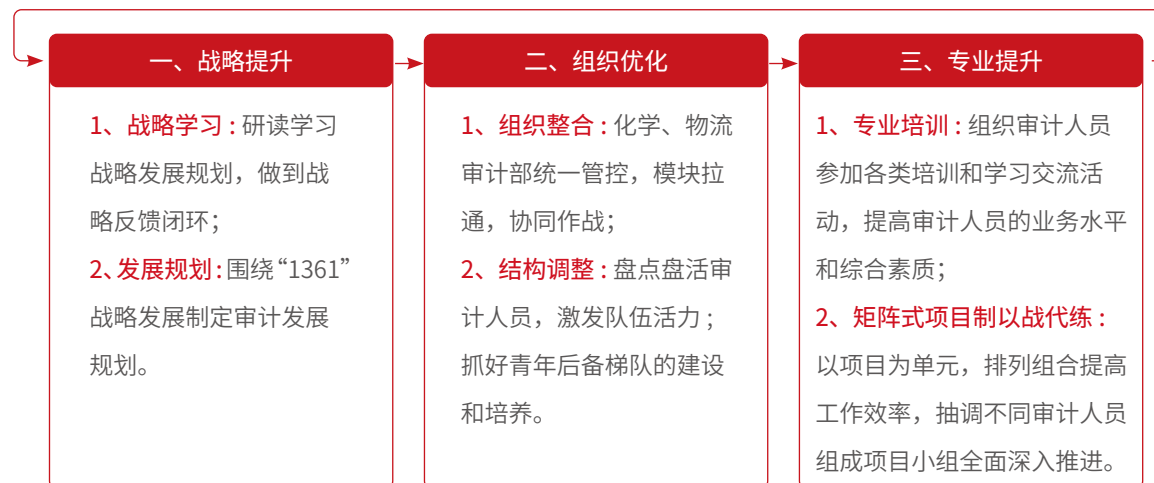 一、战略提升
1、战略学习：研读学习
战略发展规划，做到战
略反馈闭环；
2、发展规划：围绕“1361”
战略发展制定审计发展
规划。
二、组织优化
1、组织整合：化学、物流
审计部统一管控，模块拉
通，协同作战；
2、结构调整：盘点盘活审
计人员，激发队伍活力；
抓好青年后备梯队的建设
和培养。
三、专业提升
1、专业培训：组织审计人员
参加各类培训和学习交流活
动，提高审计人员的业务水平
和综合素质；
2、矩阵式项目制以战代练：
以项目为单元，排列组合提高
工作效率，抽调不同审计人员
组成项目小组全面深入推进。